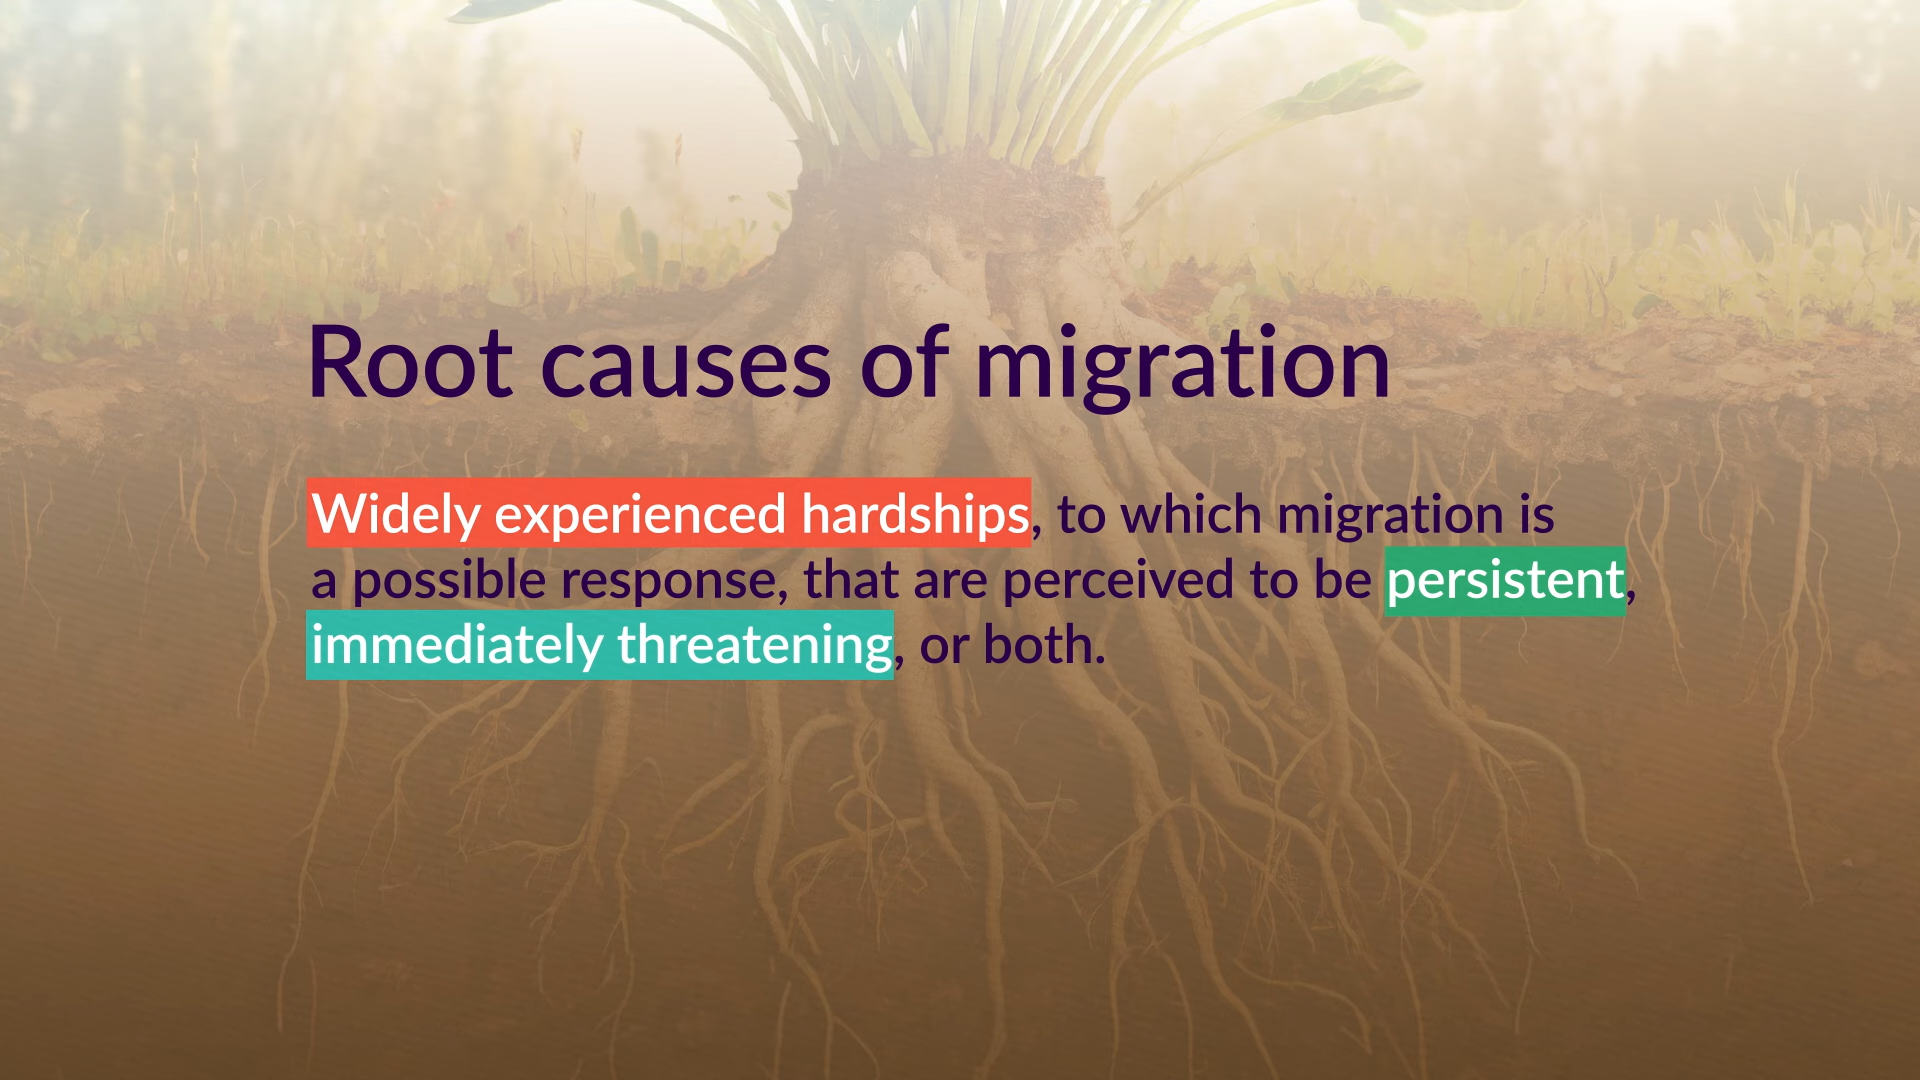 Root causes of migration
Widely experienced hardships, to which migration is
a possible response, that are perceived to be persistent,
immediately threatening, or both.